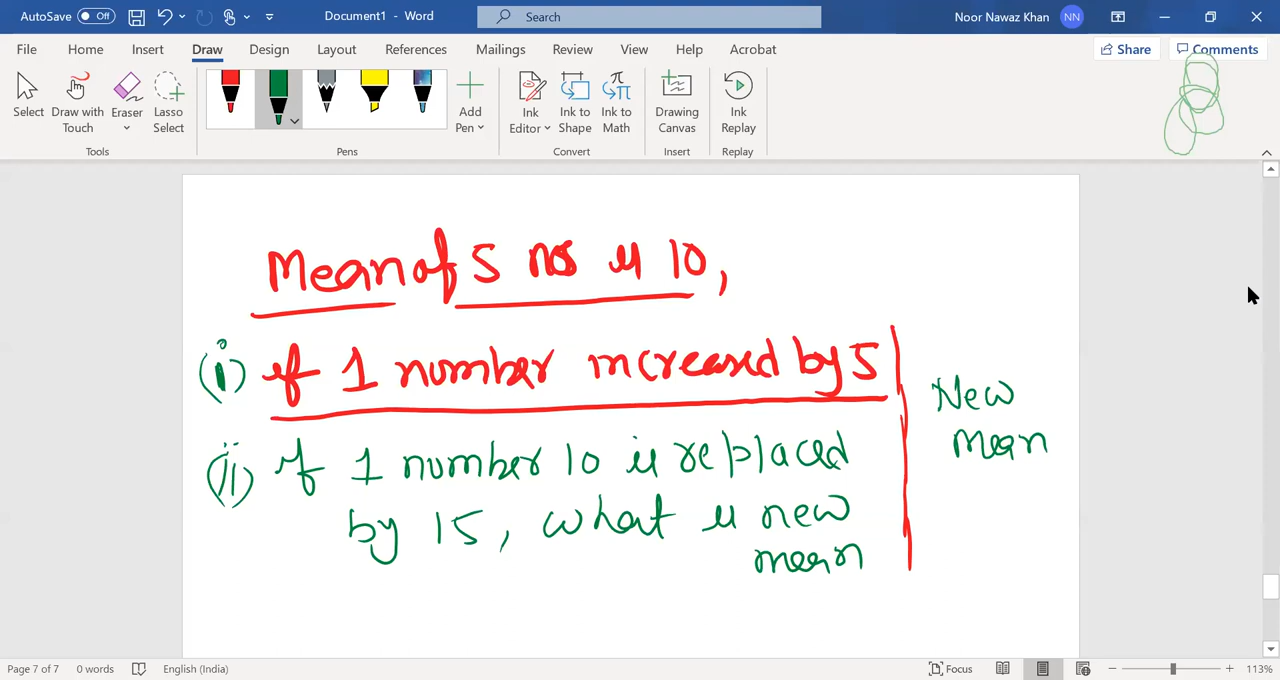 AutoSave Off Document1 - Word Search Noor Nawaz Khan NN
File Home Insert Draw Design Layout References Mailings Review View Help Acrobat Share Comments
Select Draw with Touch Eraser Lasso Select Add Pen Ink Editor Ink to Shape Ink to Math Drawing Canvas Ink Replay
Tools Pens Convert Insert Replay
Mean of 5 nos is 10,
(i) if 1 number increased by 5
(ii) if 1 number 10 is replaced
by 15, what is new
mean
New
mean
Page 7 of 7 0 words English (India) Focus 113%